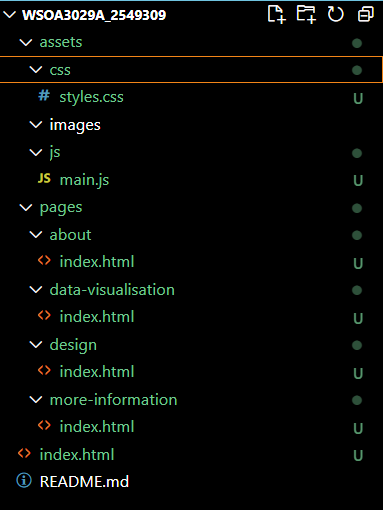 WSOA3029A_2549309
assets
css
# styles.css U
images
js
JS main.js U
pages
about
<> index.html U
data-visualisation
<> index.html U
design
<> index.html U
more-information
<> index.html U
<> index.html U
README.md